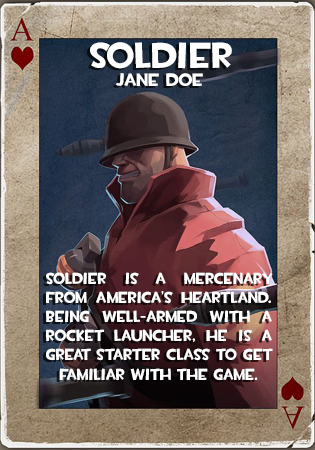 A
SOLDIER
JANE DOE
SOLDIER IS A MERCENARY
FROM AMERICA'S HEARTLAND.
BEING WELL-ARMED WITH A
ROCKET LAUNCHER, HE IS A
GREAT STARTER CLASS TO GET
FAMILIAR WITH THE GAME.
A